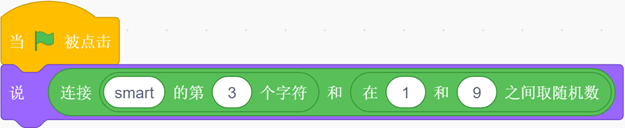 当 被点击
说 连接 smart 的第 3 个字符 和 在 1 和 9 之间取随机数